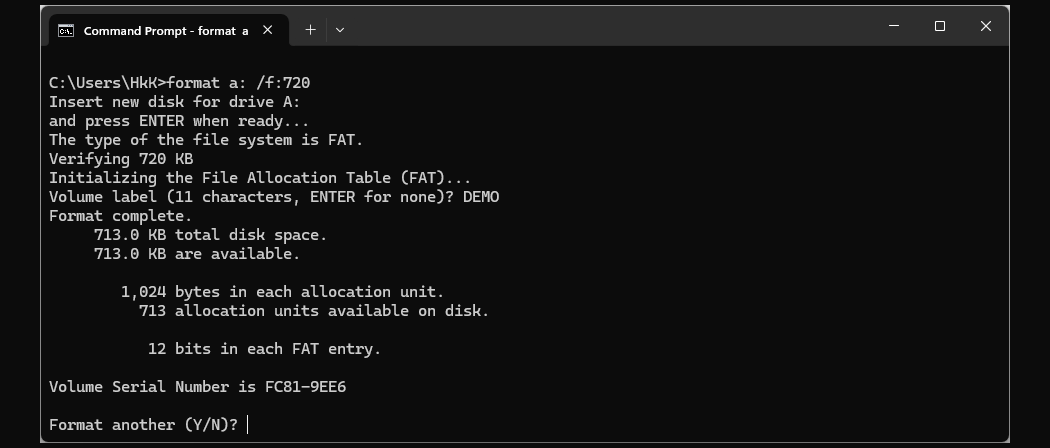 Command Prompt - format a
C:\Users\HkK>format a: /f:720
Insert new disk for drive A:
and press ENTER when ready...
The type of the file system is FAT.
Verifying 720 KB
Initializing the File Allocation Table (FAT)...
Volume label (11 characters, ENTER for none)? DEMO
Format complete.
713.0 KB total disk space.
713.0 KB are available.
1,024 bytes in each allocation unit.
713 allocation units available on disk.
12 bits in each FAT entry.
Volume Serial Number is FC81-9EE6
Format another (Y/N)?